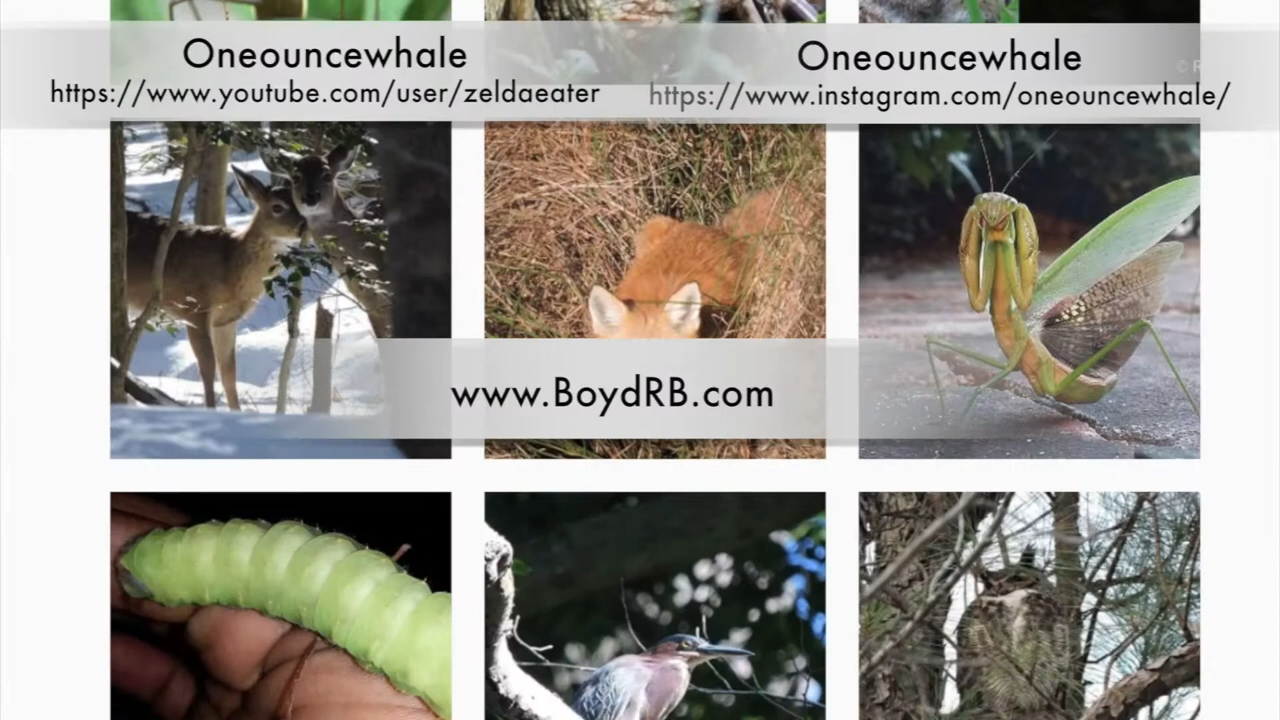 Oneouncewhale
https://www.youtube.com/user/zeldaeater
Oneouncewhale
https://www.instagram.com/oneouncewhale/
www.BoydRB.com